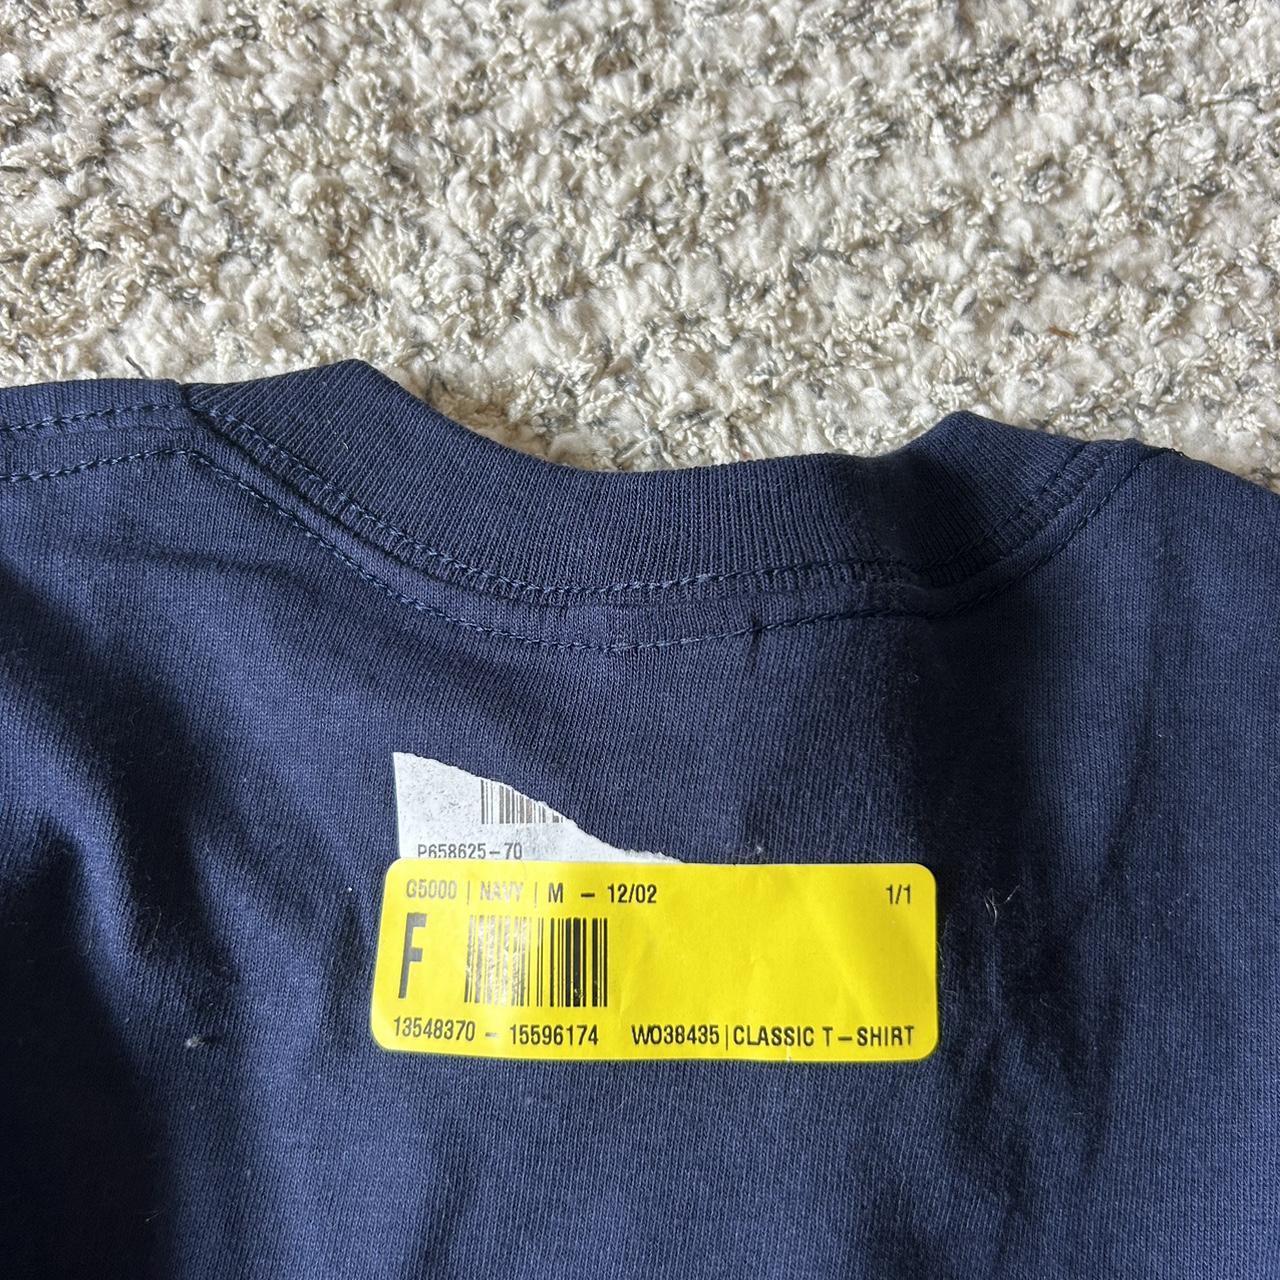 P658625-70
G5000 | NAVY | M - 12/02 1/1
F
13548370 - 15596174 WO38435|CLASSIC T-SHIRT